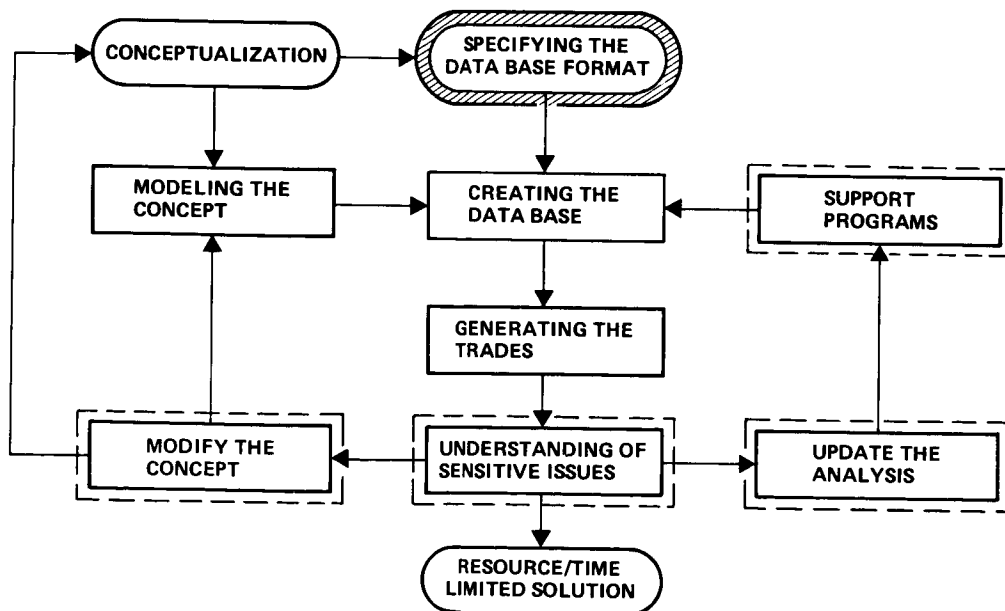 CONCEPTUALIZATION
SPECIFYING THE
DATA BASE FORMAT
MODELING THE
CONCEPT
CREATING THE
DATA BASE
SUPPORT
PROGRAMS
GENERATING THE
TRADES
MODIFY THE
CONCEPT
UNDERSTANDING OF
SENSITIVE ISSUES
UPDATE THE
ANALYSIS
RESOURCE/TIME
LIMITED SOLUTION